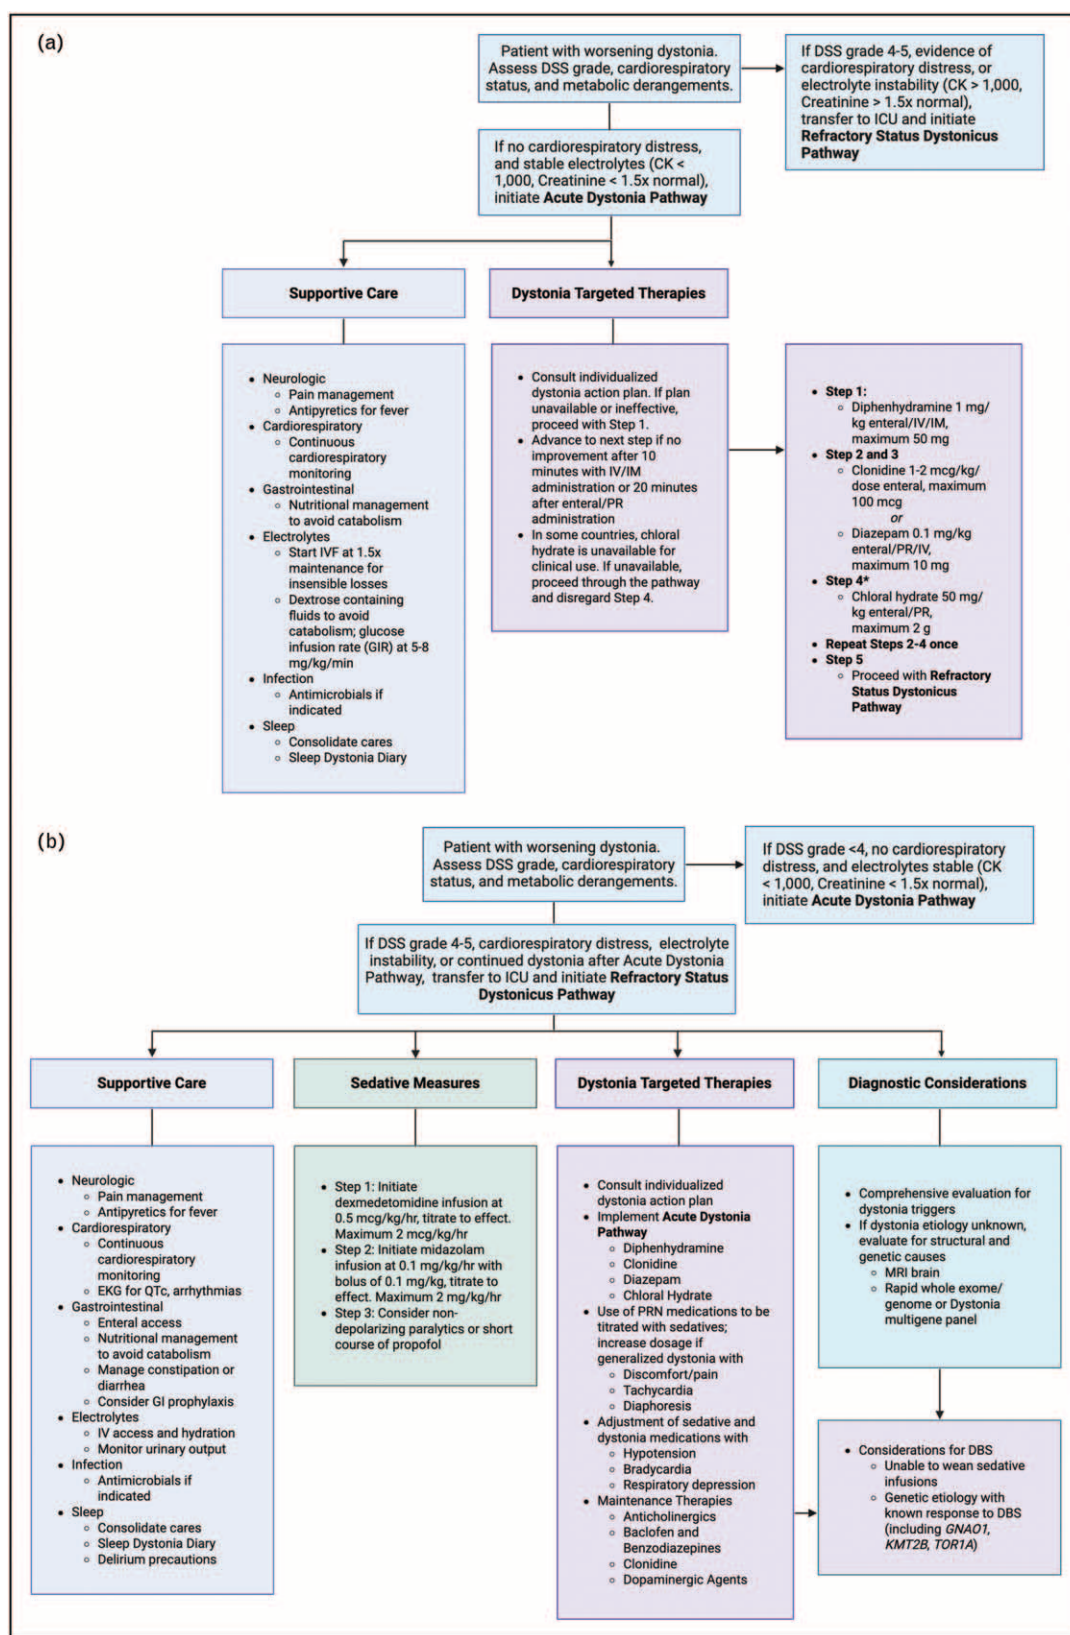 (a)
Patient with worsening dystonia.
Assess DSS grade, cardiorespiratory
status, and metabolic derangements.
If DSS grade 4-5, evidence of
cardiorespiratory distress, or
electrolyte instability (CK > 1,000,
Creatinine > 1.5x normal),
transfer to ICU and initiate
Refractory Status Dystonicus
Pathway
If no cardiorespiratory distress,
and stable electrolytes (CK <
1,000, Creatinine < 1.5x normal),
initiate Acute Dystonia Pathway
Supportive Care
• Neurologic
○ Pain management
○ Antipyretics for fever
• Cardiorespiratory
○ Continuous
cardiorespiratory
monitoring
• Gastrointestinal
○ Nutritional management
to avoid catabolism
• Electrolytes
○ Start IVF at 1.5x
maintenance for
insensible losses
○ Dextrose containing
fluids to avoid
catabolism; glucose
infusion rate (GIR) at 5-8
mg/kg/min
• Infection
○ Antimicrobials if
indicated
• Sleep
○ Consolidate cares
○ Sleep Dystonia Diary
Dystonia Targeted Therapies
• Consult individualized
dystonia action plan. If plan
unavailable or ineffective,
proceed with Step 1.
• Advance to next step if no
improvement after 10
minutes with IV/IM
administration or 20 minutes
after enteral/PR
administration
• In some countries, chloral
hydrate is unavailable for
clinical use. If unavailable,
proceed through the pathway
and disregard Step 4.
• Step 1:
○ Diphenhydramine 1 mg/
kg enteral/IV/IM,
maximum 50 mg
• Step 2 and 3
○ Clonidine 1-2 mcg/kg/
dose enteral, maximum
100 mcg
or
○ Diazepam 0.1 mg/kg
enteral/PR/IV,
maximum 10 mg
• Step 4*
○ Chloral hydrate 50 mg/
kg enteral/PR,
maximum 2 g
• Repeat Steps 2-4 once
• Step 5
○ Proceed with Refractory
Status Dystonicus
Pathway
(b)
Patient with worsening dystonia.
Assess DSS grade, cardiorespiratory
status, and metabolic derangements.
If DSS grade <4, no cardiorespiratory
distress, and electrolytes stable (CK
< 1,000, Creatinine < 1.5x normal),
initiate Acute Dystonia Pathway
If DSS grade 4-5, cardiorespiratory distress, electrolyte
instability, or continued dystonia after Acute Dystonia
Pathway, transfer to ICU and initiate Refractory Status
Dystonicus Pathway
Supportive Care
• Neurologic
○ Pain management
○ Antipyretics for fever
• Cardiorespiratory
○ Continuous
cardiorespiratory
monitoring
○ EKG for QTc, arrhythmias
• Gastrointestinal
○ Enteral access
○ Nutritional management
to avoid catabolism
○ Manage constipation or
diarrhea
○ Consider GI prophylaxis
• Electrolytes
○ IV access and hydration
○ Monitor urinary output
• Infection
○ Antimicrobials if
indicated
• Sleep
○ Consolidate cares
○ Sleep Dystonia Diary
○ Delirium precautions
Sedative Measures
• Step 1: Initiate
dexmedetomidine infusion at
0.5 mcg/kg/hr, titrate to effect.
Maximum 2 mcg/kg/hr
• Step 2: Initiate midazolam
infusion at 0.1 mg/kg/hr with
bolus of 0.1 mg/kg, titrate to
effect. Maximum 2 mg/kg/hr
• Step 3: Consider non-
depolarizing paralytics or short
course of propofol
Dystonia Targeted Therapies
• Consult individualized
dystonia action plan
• Implement Acute Dystonia
Pathway
○ Diphenhydramine
○ Clonidine
○ Diazepam
○ Chloral Hydrate
• Use of PRN medications to be
titrated with sedatives;
increase dosage if
generalized dystonia with
○ Discomfort/pain
○ Tachycardia
○ Diaphoresis
• Adjustment of sedative and
dystonia medications with
○ Hypotension
○ Bradycardia
○ Respiratory depression
• Maintenance Therapies
○ Anticholinergics
○ Baclofen and
Benzodiazepines
○ Clonidine
○ Dopaminergic Agents
Diagnostic Considerations
• Comprehensive evaluation for
dystonia triggers
• If dystonia etiology unknown,
evaluate for structural and
genetic causes
○ MRI brain
○ Rapid whole exome/
genome or Dystonia
multigene panel
• Considerations for DBS
○ Unable to wean sedative
infusions
○ Genetic etiology with
known response to DBS
(including GNAO1,
KMT2B, TOR1A)